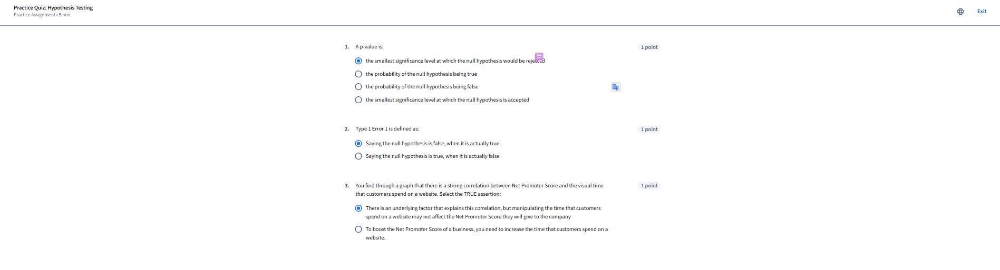 Practice Quiz: Hypothesis Testing
Practice Assignment • 5 min
Exit
1. A p-value is:
1 point
the smallest significance level at which the null hypothesis would be rejected
the probability of the null hypothesis being true
the probability of the null hypothesis being false
the smallest significance level at which the null hypothesis is accepted
2. Type 1 Error 1 is defined as:
1 point
Saying the null hypothesis is false, when it is actually true
Saying the null hypothesis is true, when it is actually false
3. You find through a graph that there is a strong correlation between Net Promoter Score and the visual time
1 point
that customers spend on a website. Select the TRUE assertion:
There is an underlying factor that explains this correlation, but manipulating the time that customers
spend on a website may not affect the Net Promoter Score they will give to the company
To boost the Net Promoter Score of a business, you need to increase the time that customers spend on a
website.